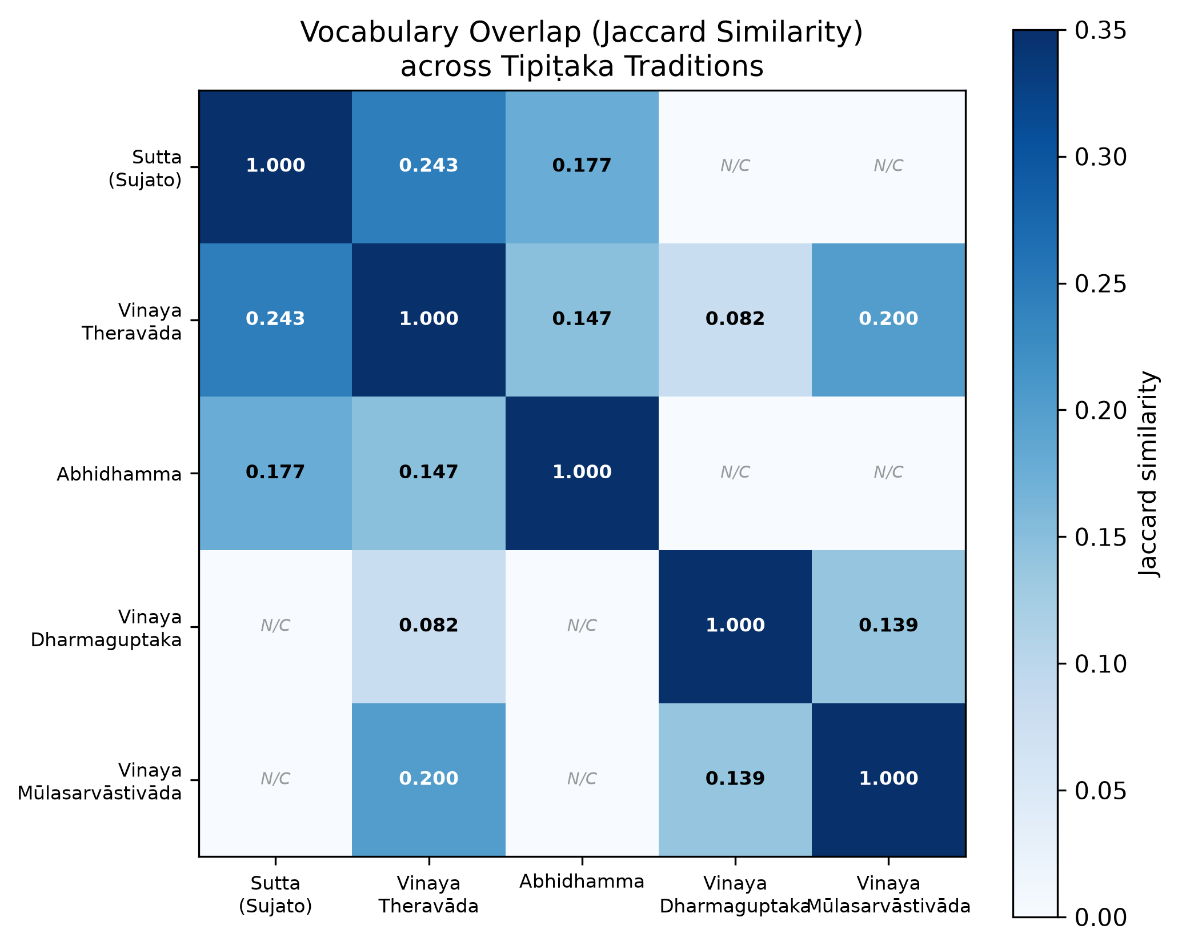 Vocabulary Overlap (Jaccard Similarity)
across Tipiṭaka Traditions
Sutta
(Sujato)
1.000 0.243 0.177 N/C N/C
Vinaya
Theravāda
0.243 1.000 0.147 0.082 0.200
Abhidhamma
0.177 0.147 1.000 N/C N/C
Vinaya
Dharmaguptaka
N/C 0.082 N/C 1.000 0.139
Vinaya
Mūlasarvāstivāda
N/C 0.200 N/C 0.139 1.000
Sutta
(Sujato)
Vinaya
Theravāda
Abhidhamma
Vinaya
Dharmaguptaka
Vinaya
Mūlasarvāstivāda
0.35
0.30
0.25
0.20
0.15
0.10
0.05
0.00
Jaccard similarity